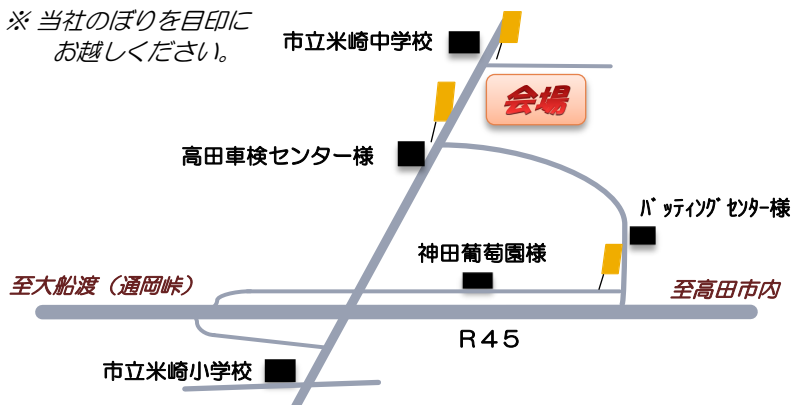 ※ 当社のぼりを目印に
お越しください。
市立米崎中学校
会場
高田車検センター様
ﾊﾞｯﾃｨﾝｸﾞｾﾝﾀｰ様
神田葡萄園様
至大船渡（通岡峠）
至高田市内
Ｒ４５
市立米崎小学校